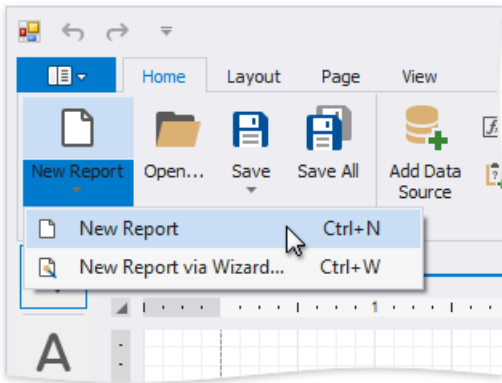 Home Layout Page View
New Report Open... Save Save All Add Data Source
New Report Ctrl+N
New Report via Wizard... Ctrl+W
1
A